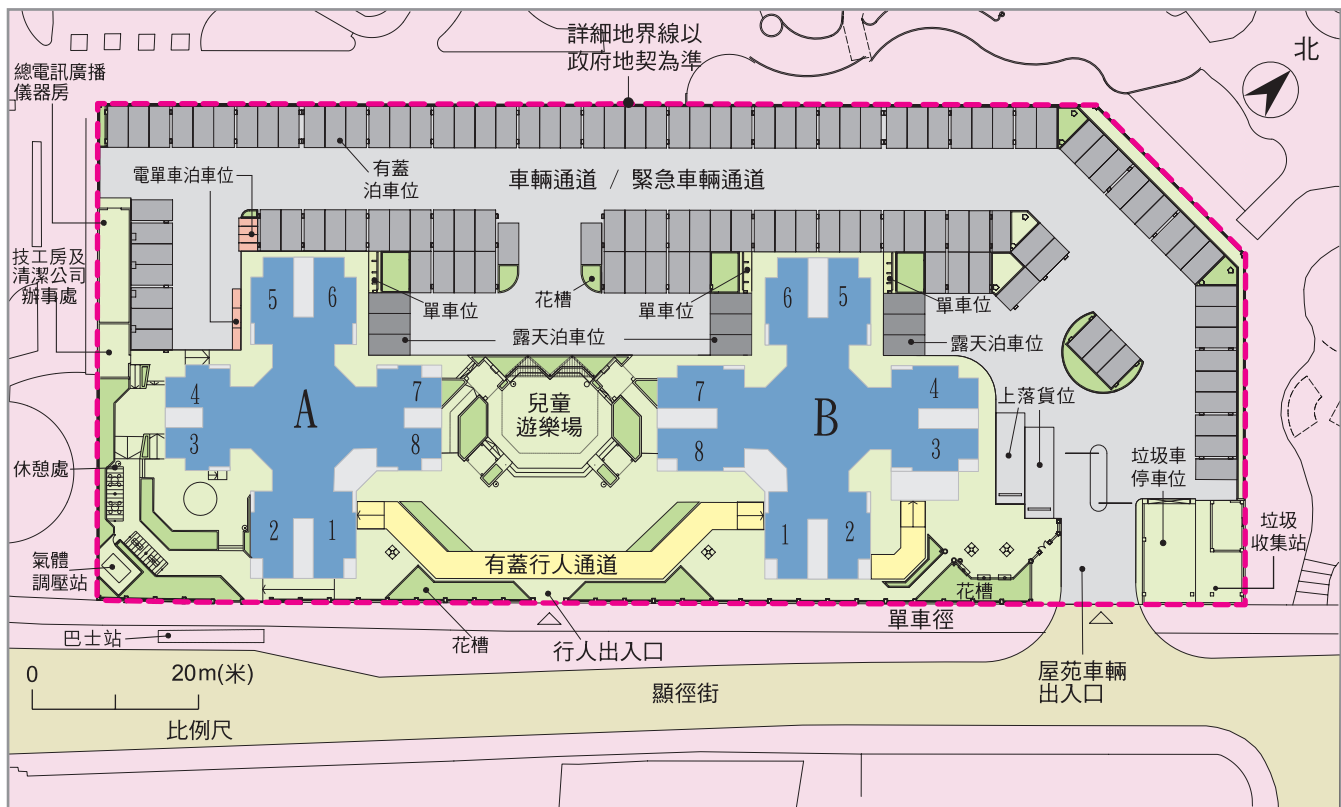 詳細地界線以
政府地契為準
北
總電訊廣播
儀器房
有蓋
泊車位
電單車泊車位
車輛通道 / 緊急車輛通道
技工房及
清潔公司
辦事處
5
6
單車位
花槽
單車位
6
5
單車位
露天泊車位
露天泊車位
4
7
兒童
遊樂場
7
4
上落貨位
A
B
3
8
8
3
休憩處
垃圾車
停車位
2
1
1
2
垃圾
收集站
氣體
調壓站
有蓋行人通道
花槽
單車徑
巴士站
花槽
行人出入口
屋苑車輛
出入口
0
20m(米)
顯徑街
比例尺